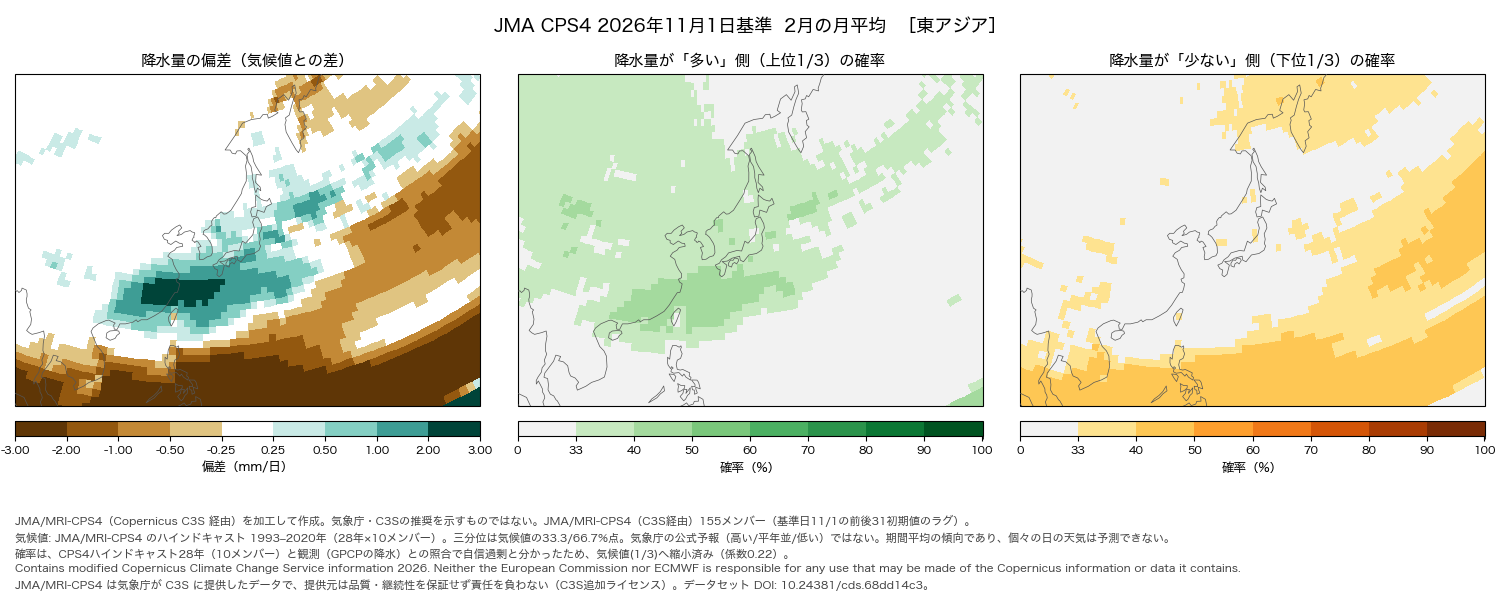 JMA CPS4 2026年11月1日基準 2月の月平均 ［東アジア］
降水量の偏差（気候値との差）
降水量が「多い」側（上位1/3）の確率
降水量が「少ない」側（下位1/3）の確率
-3.00 -2.00 -1.00 -0.50 -0.25 0.25 0.50 1.00 2.00 3.00
偏差（mm/日）
0 33 40 50 60 70 80 90 100
確率（%）
0 33 40 50 60 70 80 90 100
確率（%）
JMA/MRI-CPS4（Copernicus C3S 経由）を加工して作成。気象庁・C3Sの推奨を示すものではない。JMA/MRI-CPS4（C3S経由）155メンバー（基準日11/1の前後31初期値のラグ）。
気候値: JMA/MRI-CPS4 のハインドキャスト 1993–2020年（28年×10メンバー）。三分位は気候値の33.3/66.7%点。気象庁の公式予報（高い/平年並/低い）ではない。期間平均の傾向であり、個々の日の天気は予測できない。
確率は、CPS4ハインドキャスト28年（10メンバー）と観測（GPCPの降水）との照合で自信過剰と分かったため、気候値(1/3)へ縮小済み（係数0.22）。
Contains modified Copernicus Climate Change Service information 2026. Neither the European Commission nor ECMWF is responsible for any use that may be made of the Copernicus information or data it contains.
JMA/MRI-CPS4 は気象庁が C3S に提供したデータで、提供元は品質・継続性を保証せず責任を負わない（C3S追加ライセンス）。データセット DOI: 10.24381/cds.68dd14c3。